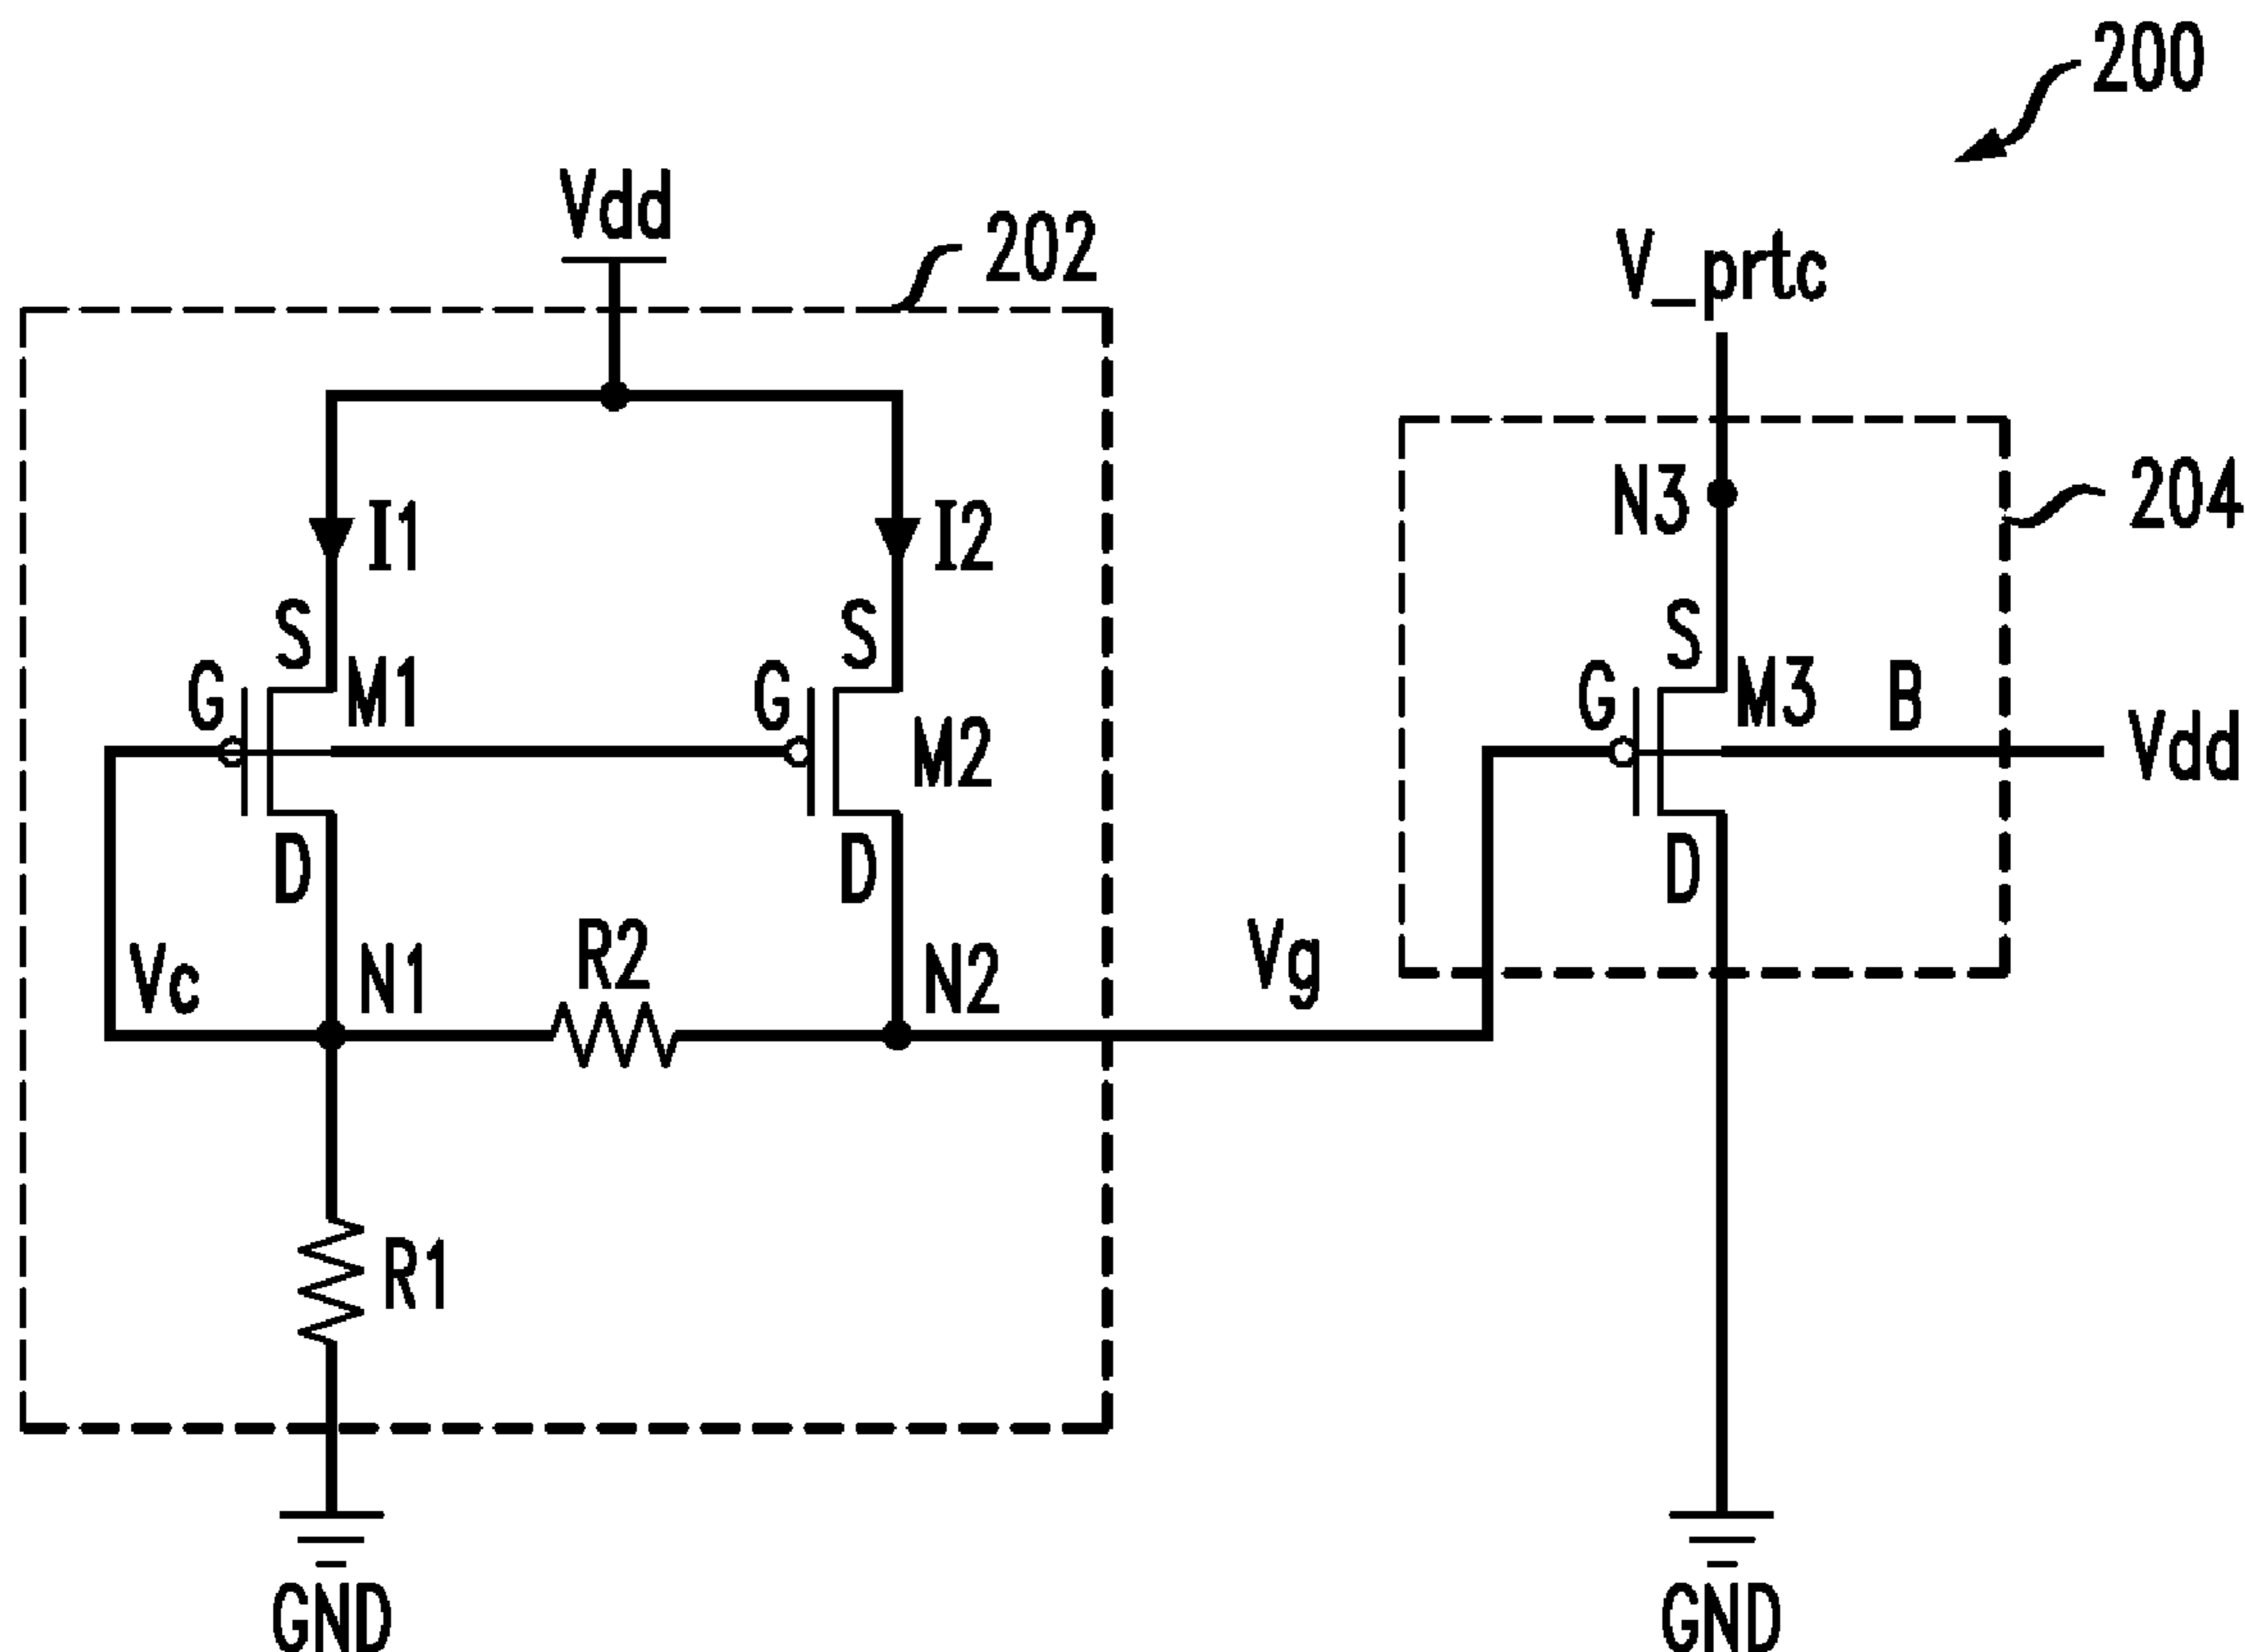 200
Vdd
202
V_prtc
I1
I2
N3
204
S
S
S
G
M1
G
M2
G
M3
B
Vdd
D
D
D
Vc
N1
R2
N2
Vg
R1
GND
GND